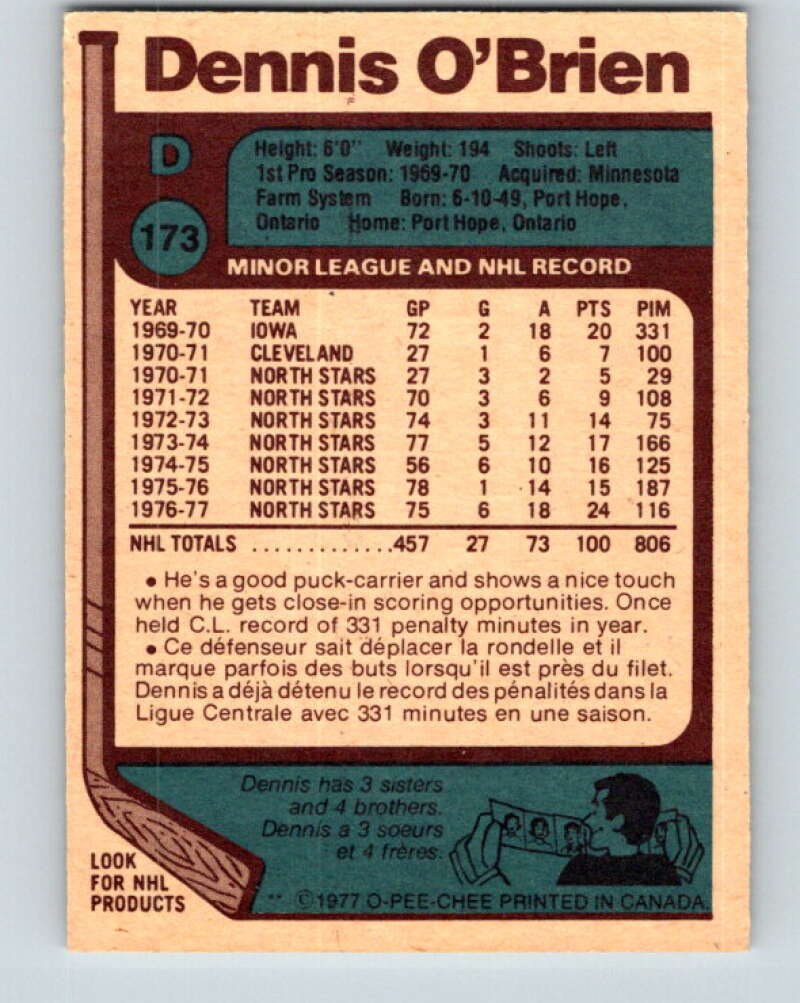 Dennis O'Brien
D
173
Height: 6'0" Weight: 194 Shoots: Left
1st Pro Season: 1969-70 Acquired: Minnesota
Farm System Born: 6-10-49, Port Hope,
Ontario Home: Port Hope, Ontario
MINOR LEAGUE AND NHL RECORD
YEAR TEAM GP G A PTS PIM
1969-70 IOWA 72 2 18 20 331
1970-71 CLEVELAND 27 1 6 7 100
1970-71 NORTH STARS 27 3 2 5 29
1971-72 NORTH STARS 70 3 6 9 108
1972-73 NORTH STARS 74 3 11 14 75
1973-74 NORTH STARS 77 5 12 17 166
1974-75 NORTH STARS 56 6 10 16 125
1975-76 NORTH STARS 78 1 14 15 187
1976-77 NORTH STARS 75 6 18 24 116
NHL TOTALS .............457 27 73 100 806
• He's a good puck-carrier and shows a nice touch
when he gets close-in scoring opportunities. Once
held C.L. record of 331 penalty minutes in year.
• Ce défenseur sait déplacer la rondelle et il
marque parfois des buts lorsqu'il est près du filet.
Dennis a déjà détenu le record des pénalités dans la
Ligue Centrale avec 331 minutes en une saison.
Dennis has 3 sisters
and 4 brothers.
Dennis a 3 soeurs
et 4 frères.
LOOK
FOR NHL
PRODUCTS
** ©1977 O-PEE-CHEE PRINTED IN CANADA.